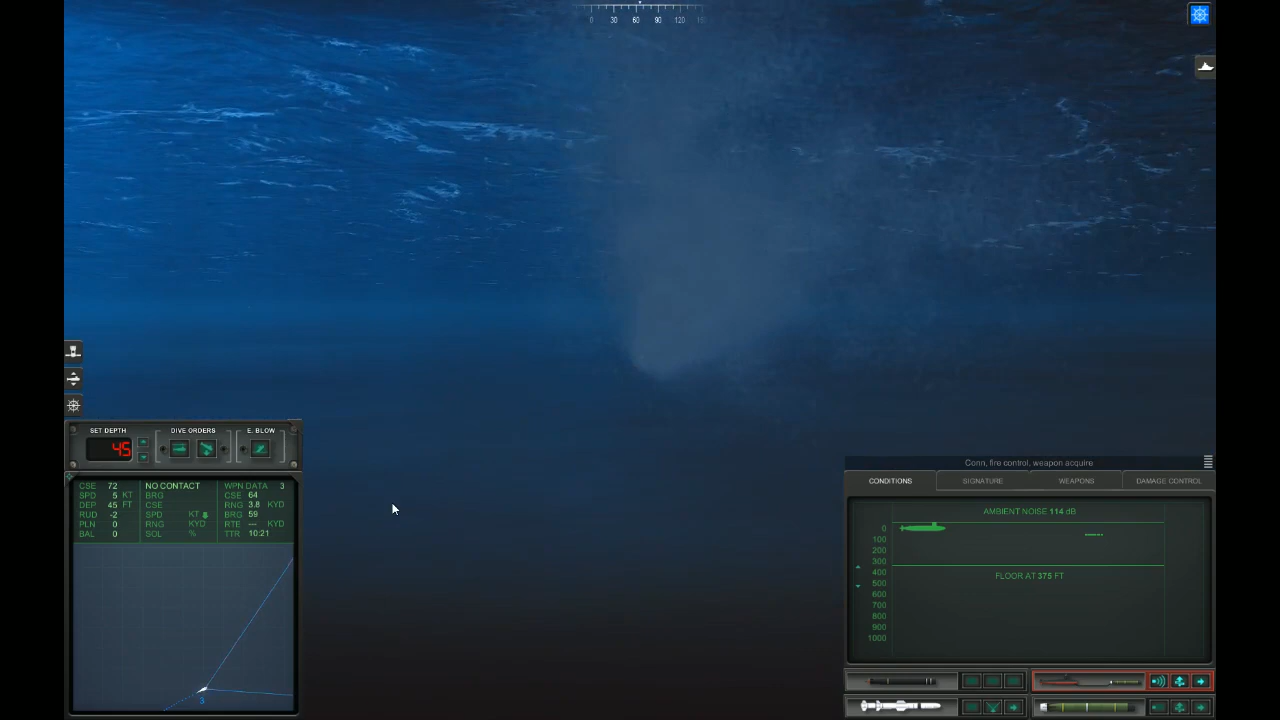 0 30 60 90 120 150
SET DEPTH DIVE ORDERS E. BLOW
45
CSE 72 NO CONTACT WPN DATA 3
SPD 5 KT BRG CSE 64
DEP 45 FT CSE RNG 3.8 KYD
RUD -2 SPD KT BRG 59
PLN 0 RNG KYD RTE --- KYD
BAL 0 SOL % TTR 10:21
3
Conn, fire control, weapon acquire
CONDITIONS SIGNATURE WEAPONS DAMAGE CONTROL
AMBIENT NOISE 114 dB
0
100
200
300
400
FLOOR AT 375 FT
500
600
700
800
900
1000